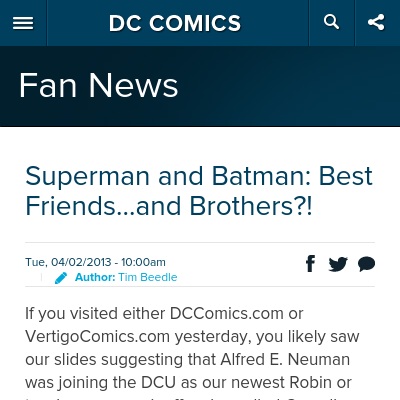 DC COMICS
Fan News
Superman and Batman: Best
Friends...and Brothers?!
Tue, 04/02/2013 - 10:00am
Author: Tim Beedle
If you visited either DCComics.com or
VertigoComics.com yesterday, you likely saw
our slides suggesting that Alfred E. Neuman
was joining the DCU as our newest Robin or